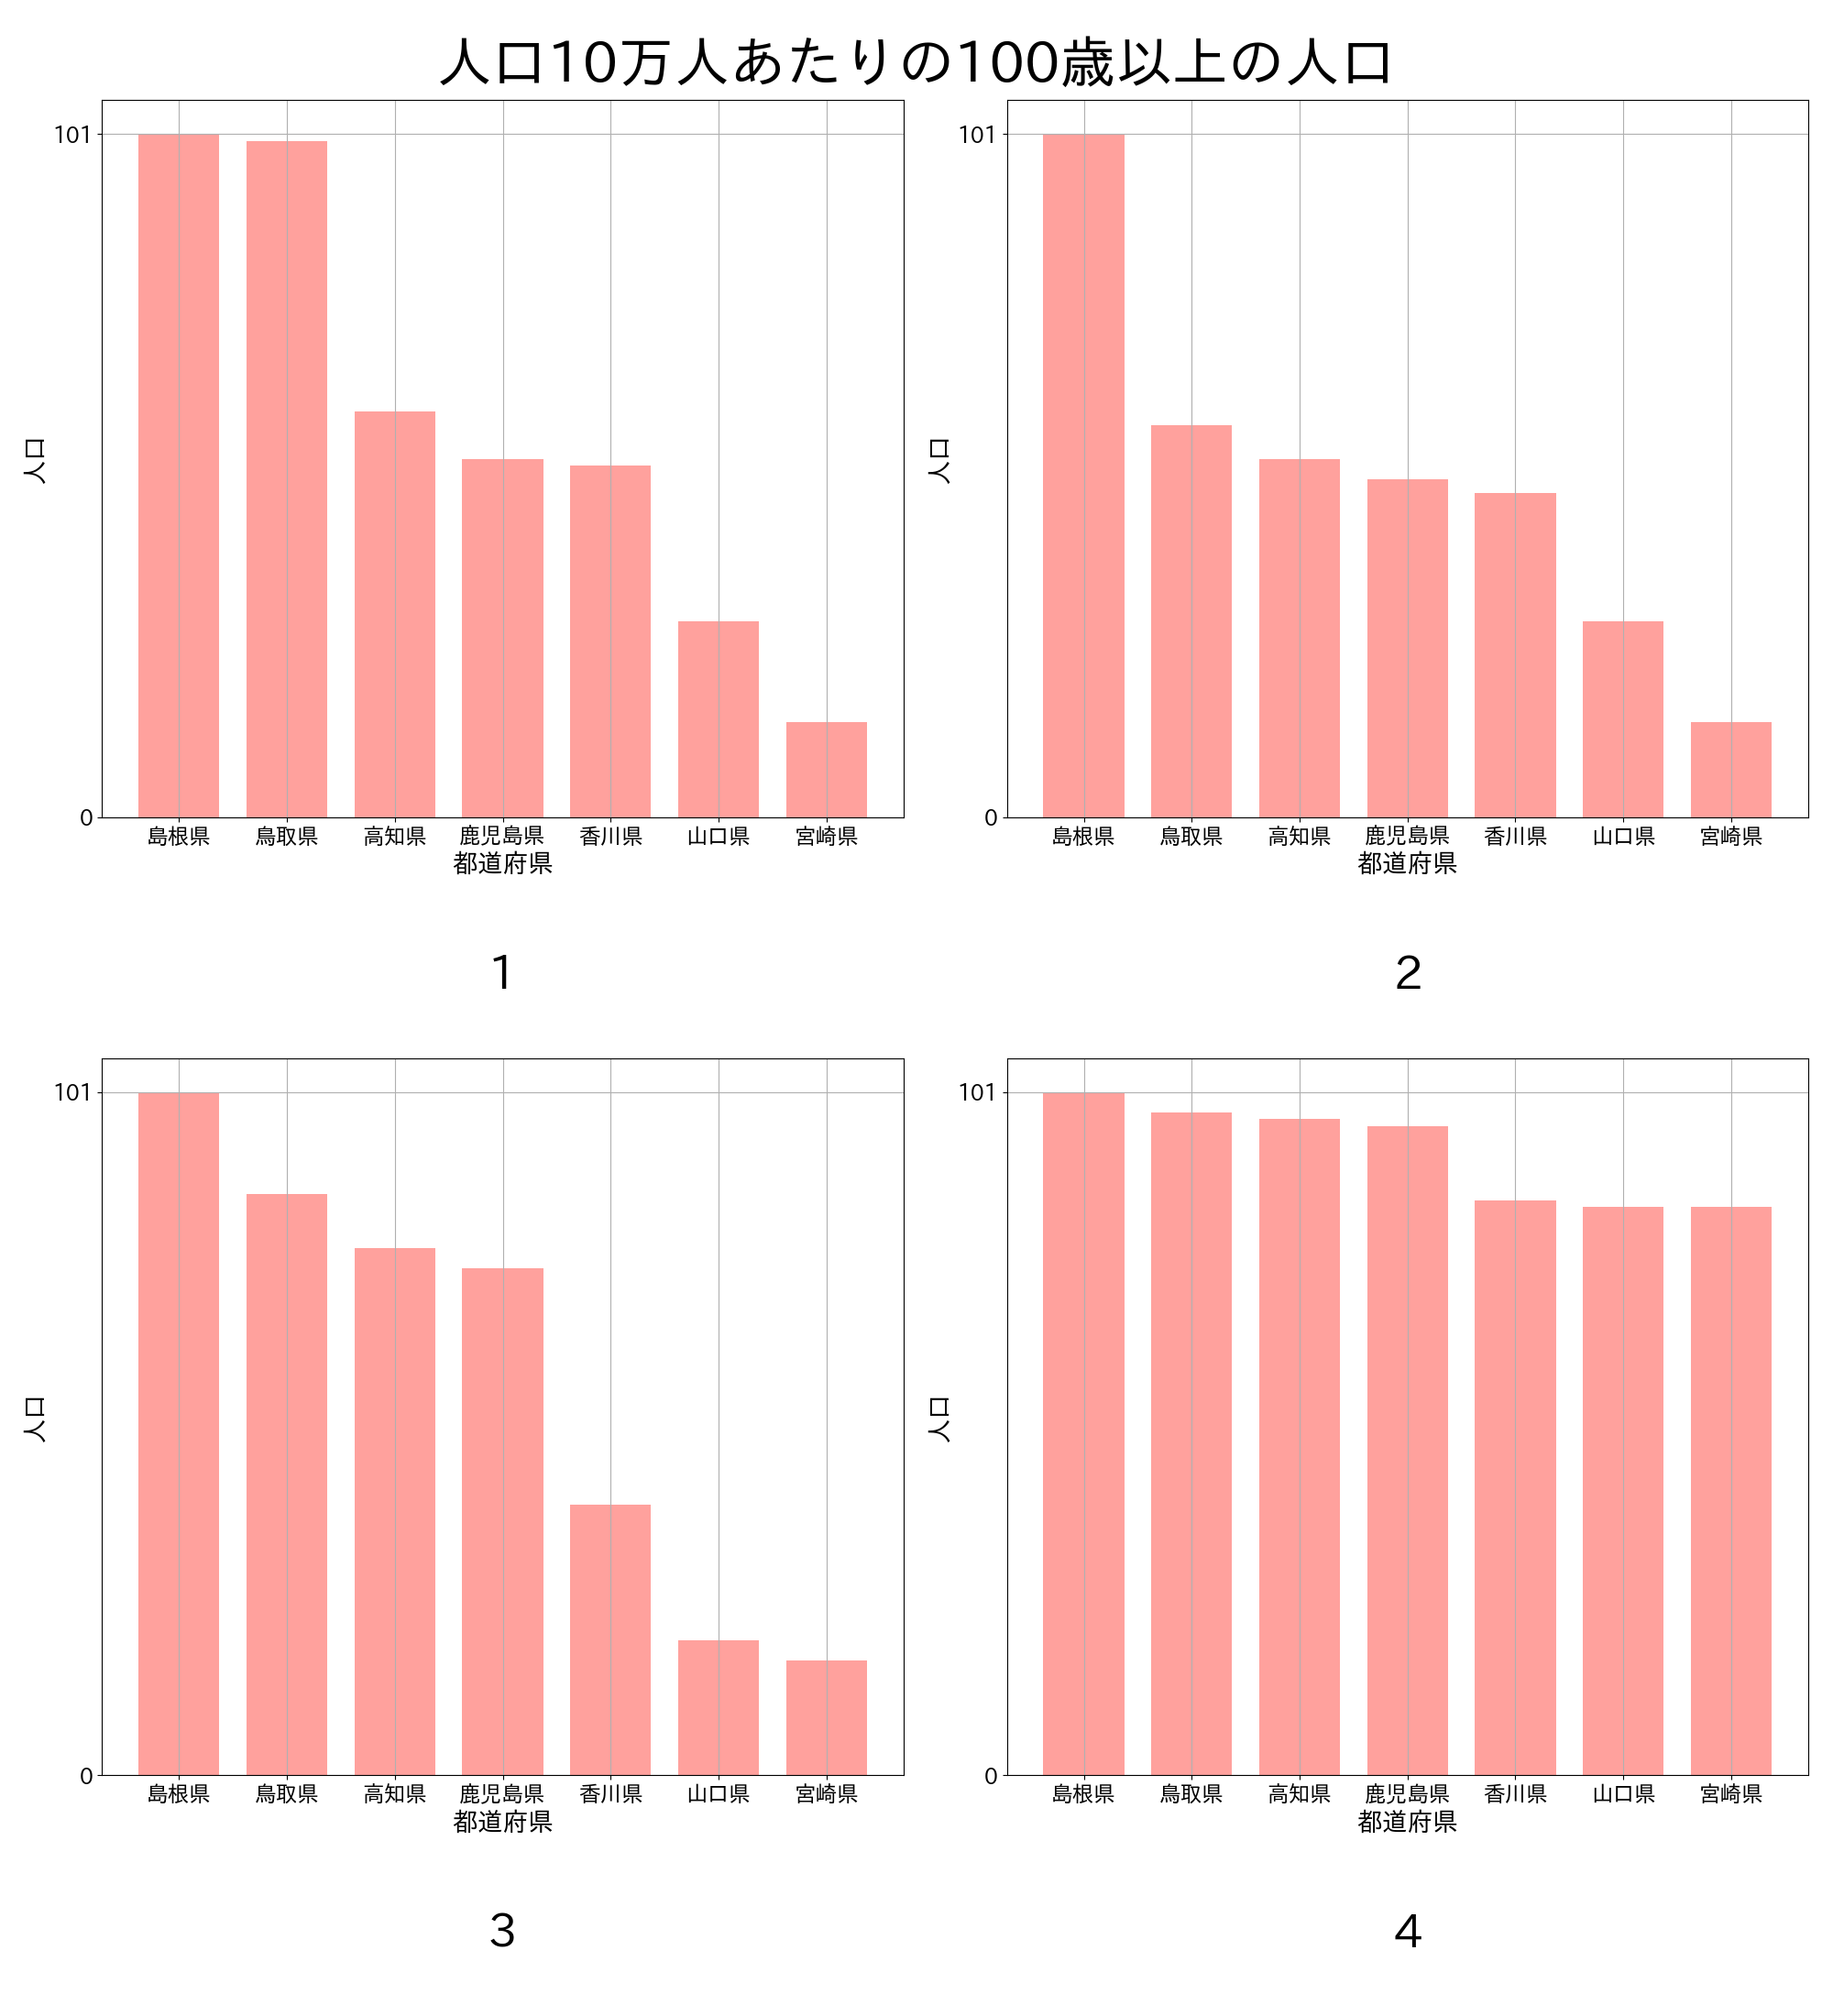 人口10万人あたりの100歳以上の人口
101
人口
0
島根県 鳥取県 高知県 鹿児島県 香川県 山口県 宮崎県
都道府県
1
101
人口
0
島根県 鳥取県 高知県 鹿児島県 香川県 山口県 宮崎県
都道府県
2
101
人口
0
島根県 鳥取県 高知県 鹿児島県 香川県 山口県 宮崎県
都道府県
3
101
人口
0
島根県 鳥取県 高知県 鹿児島県 香川県 山口県 宮崎県
都道府県
4